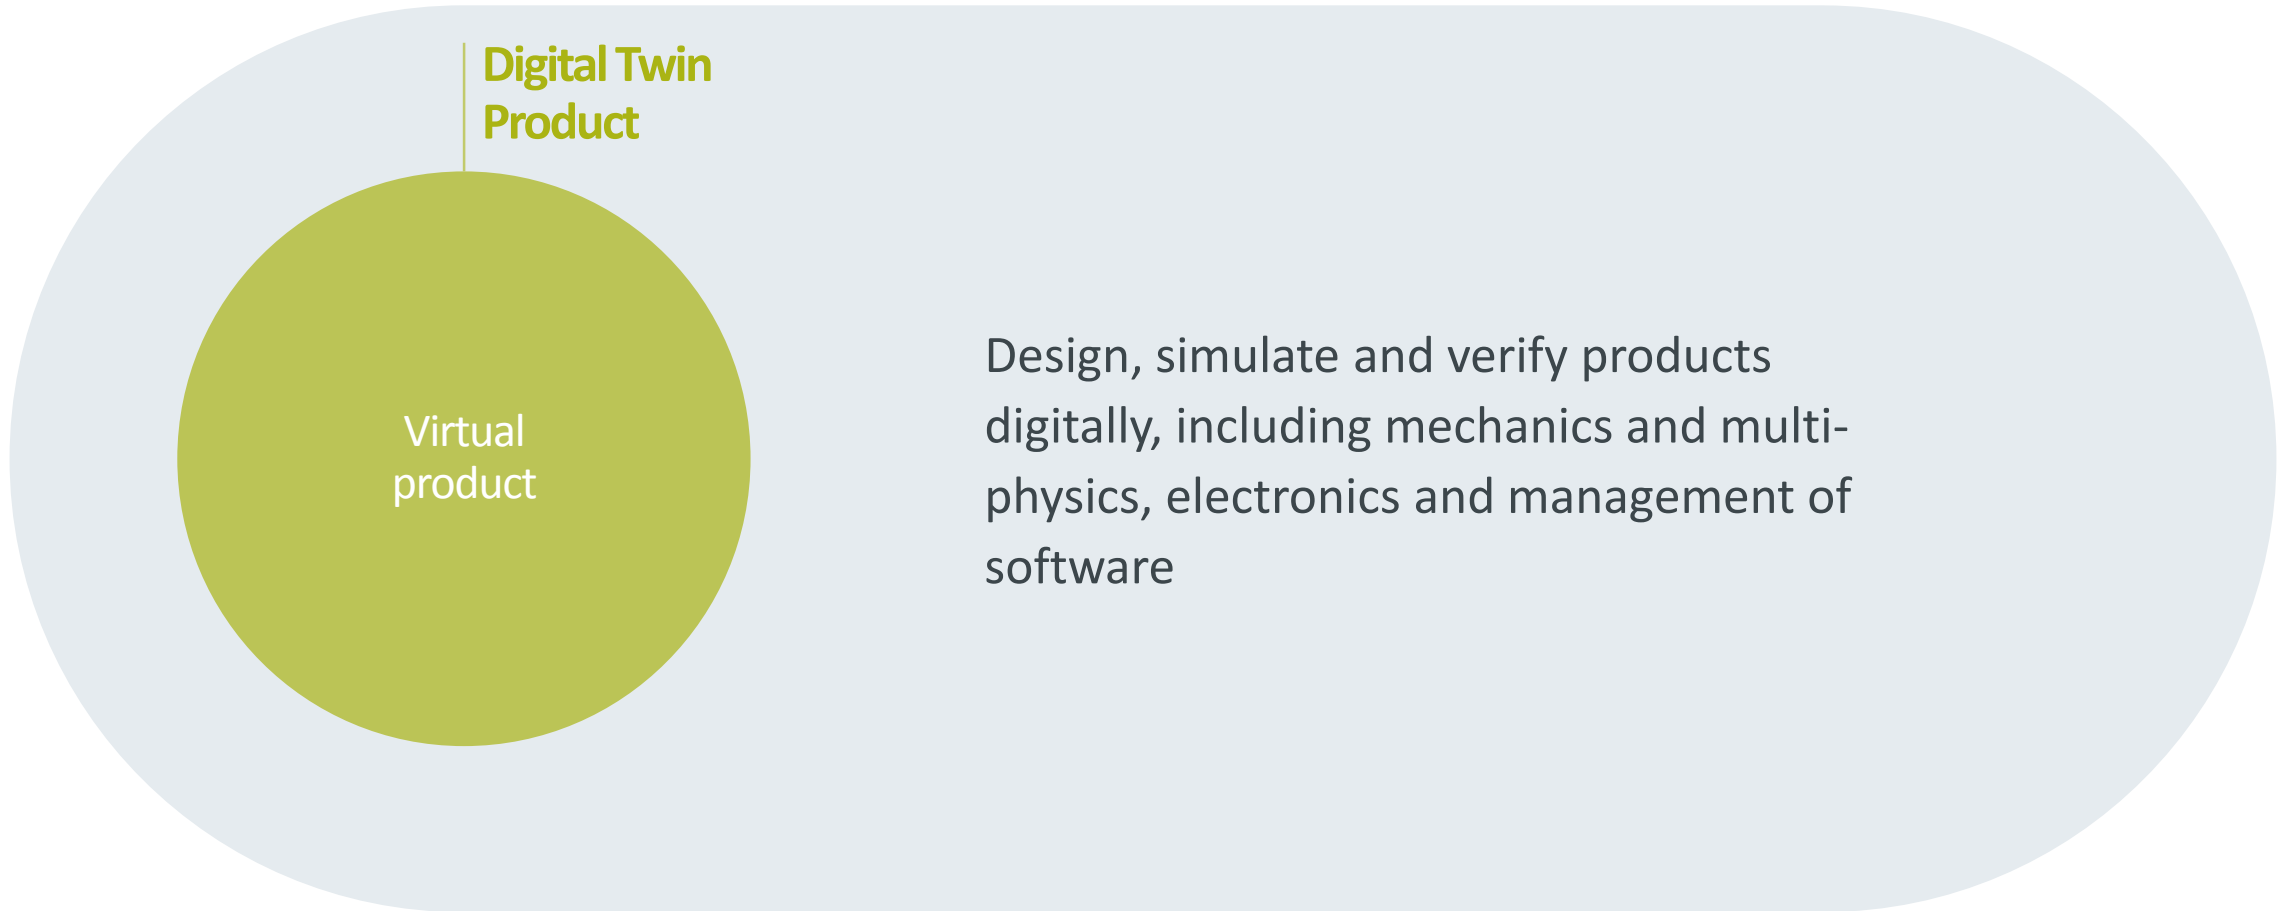 Digital Twin
Product
Virtual
product
Design, simulate and verify products
digitally, including mechanics and multi-
physics, electronics and management of
software